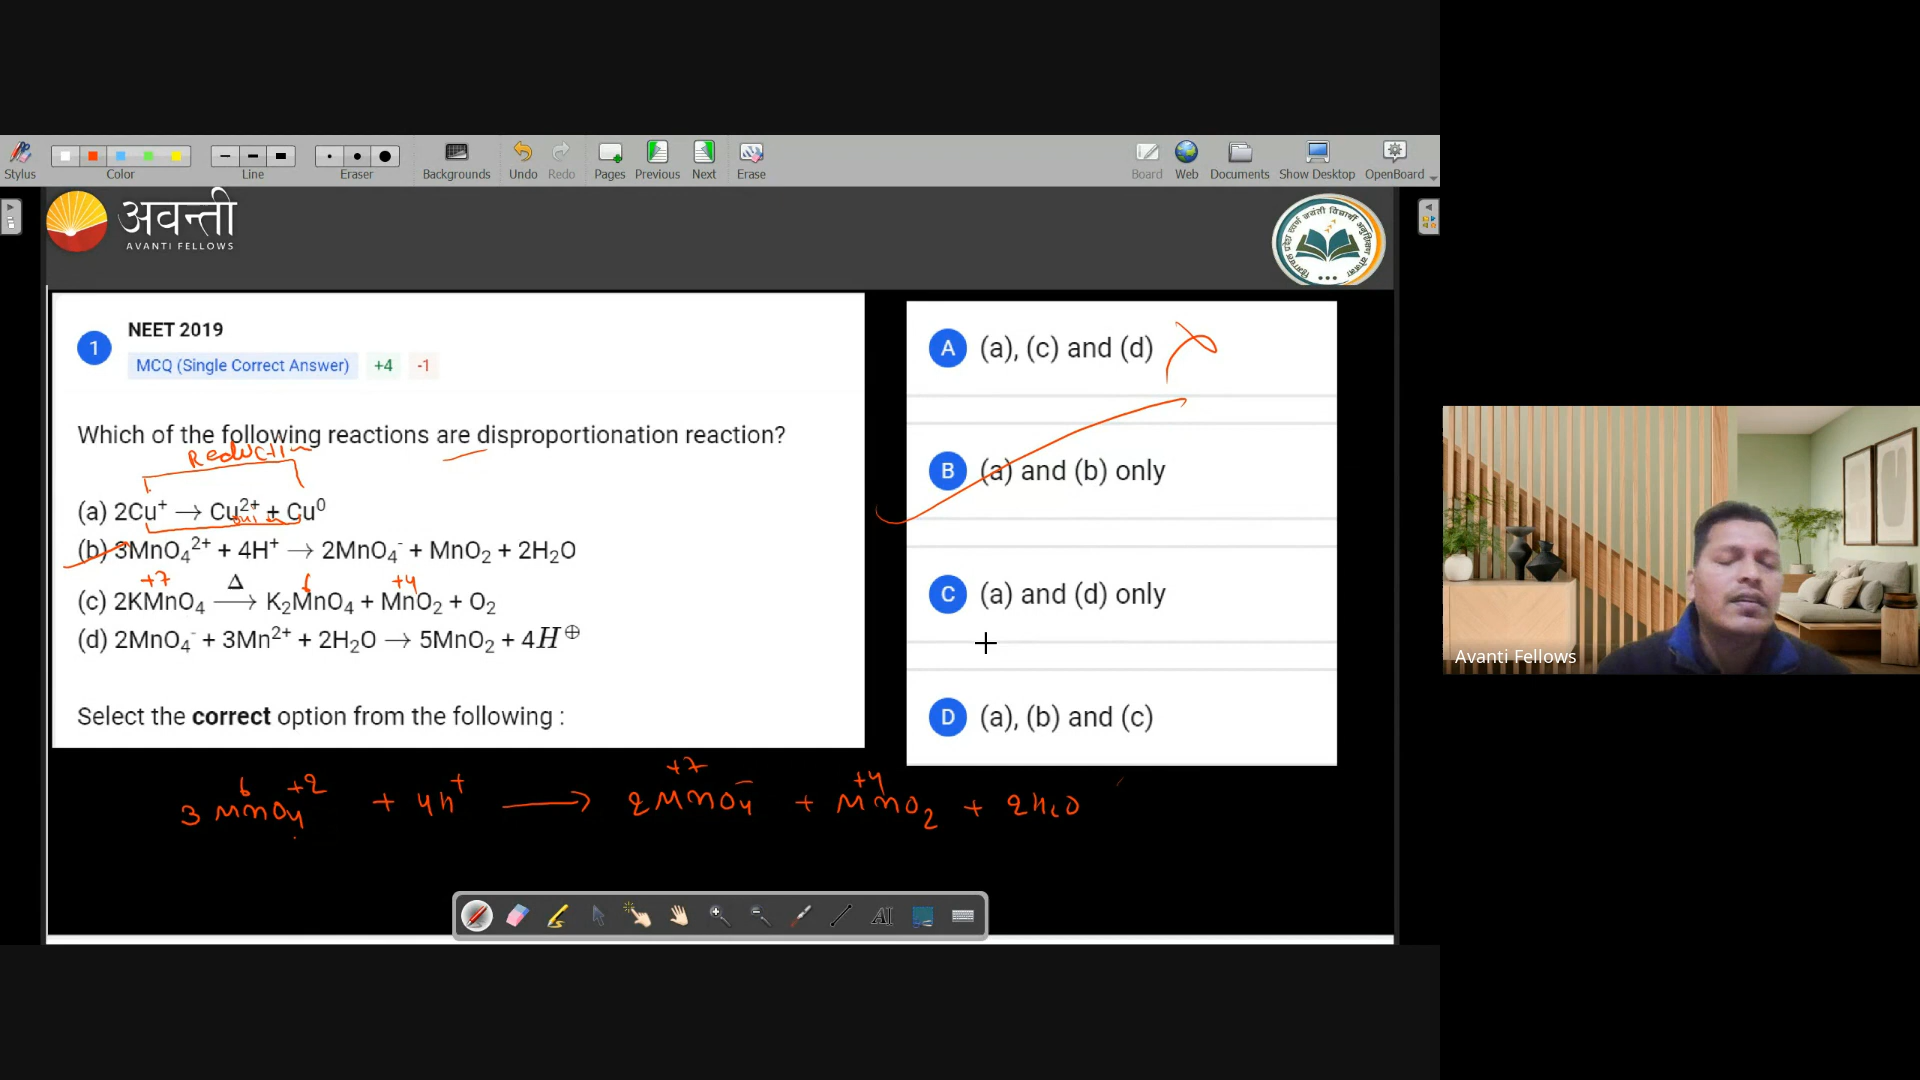 Stylus Color Line Eraser Backgrounds Undo Redo Pages Previous Next Erase Board Web Documents Show Desktop OpenBoard
अवन्ती
AVANTI FELLOWS
1 NEET 2019
MCQ (Single Correct Answer) +4 -1
Which of the following reactions are disproportionation reaction?
Reduction
(a) 2Cu⁺ → Cu²⁺ + Cu⁰
(b) 3MnO₄²⁺ + 4H⁺ → 2MnO₄⁻ + MnO₂ + 2H₂O
+7 6 +4
(c) 2KMnO₄ —Δ→ K₂MnO₄ + MnO₂ + O₂
(d) 2MnO₄⁻ + 3Mn²⁺ + 2H₂O → 5MnO₂ + 4H⊕
Select the correct option from the following :
A (a), (c) and (d)
B (a) and (b) only
C (a) and (d) only
D (a), (b) and (c)
6 +2 +7 +4
3 MnO₄ + 4H⁺ → 2MnO₄⁻ + MnO₂ + 2H₂O
Avanti Fellows